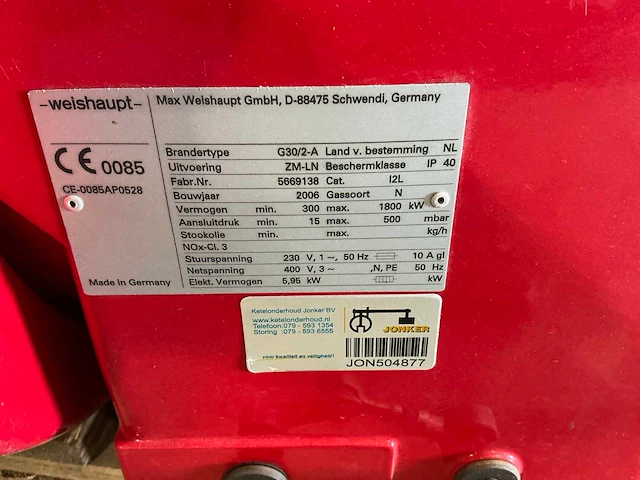 -weishaupt-
Max Weishaupt GmbH, D-88475 Schwendi, Germany
CE 0085
CE-0085AP0528
Made in Germany
Brandertype G30/2-A Land v. bestemming NL
Uitvoering ZM-LN Beschermklasse IP 40
Fabr.Nr. 5669138 Cat. I2L
Bouwjaar 2006 Gassoort N
Vermogen min. 300 max. 1800 kW
Aansluitdruk min. 15 max. 500 mbar
Stookolie min. max. kg/h
NOx-Cl. 3
Stuurspanning 230 V, 1 ~, 50 Hz 10 A gl
Netspanning 400 V, 3 ~ ,N, PE 50 Hz
Elekt. Vermogen 5,95 kW kW
Ketelonderhoud Jonker BV
www.ketelonderhoud.nl
Telefoon:079 - 593 1354
Storing :079 - 593 6555
voor kwaliteit en veiligheid!
JONKER
JON504877